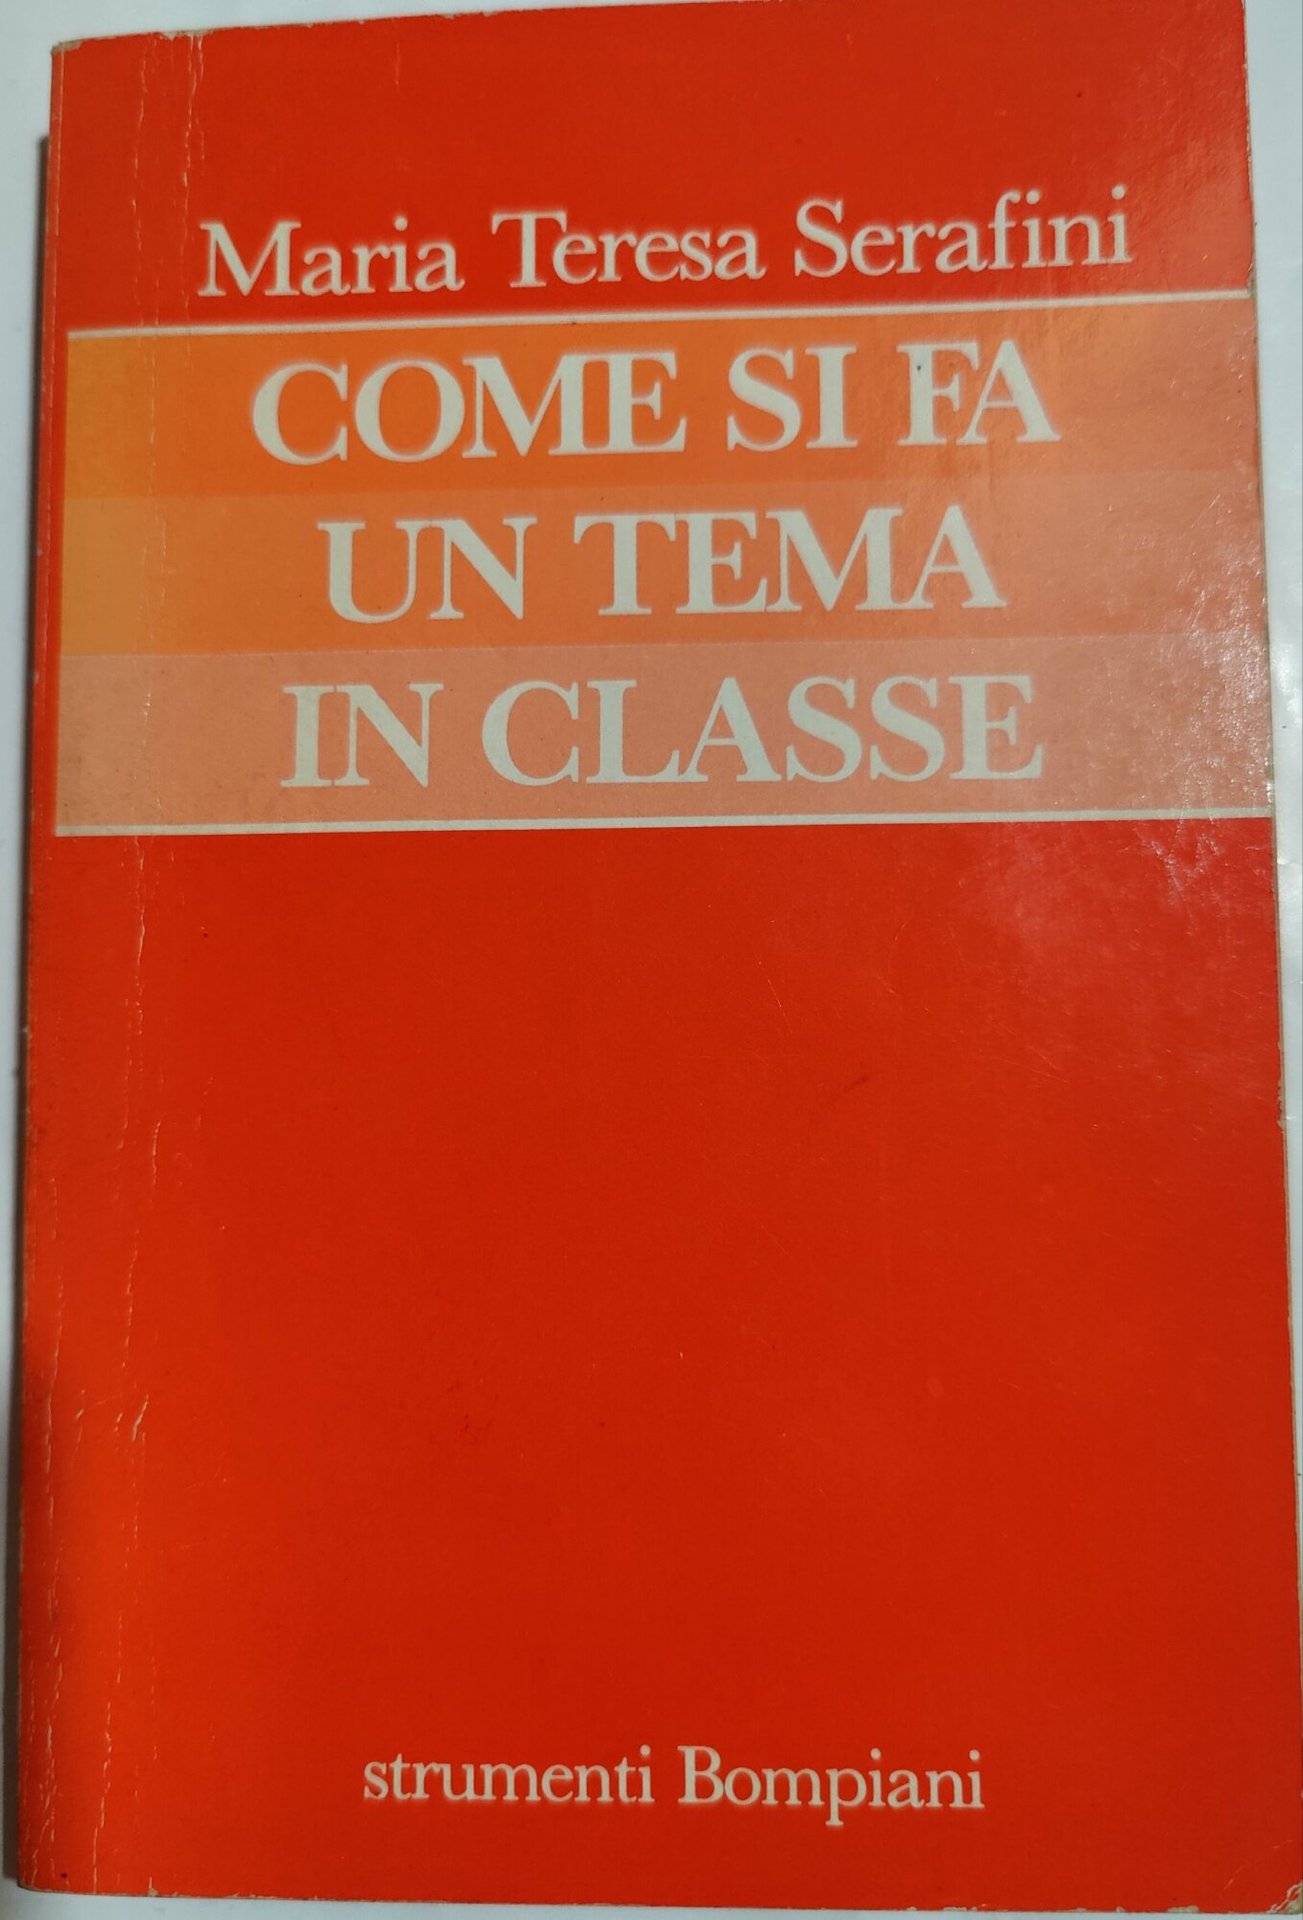 Maria Teresa Serafini
COME SI FA
UN TEMA
IN CLASSE
strumenti Bompiani